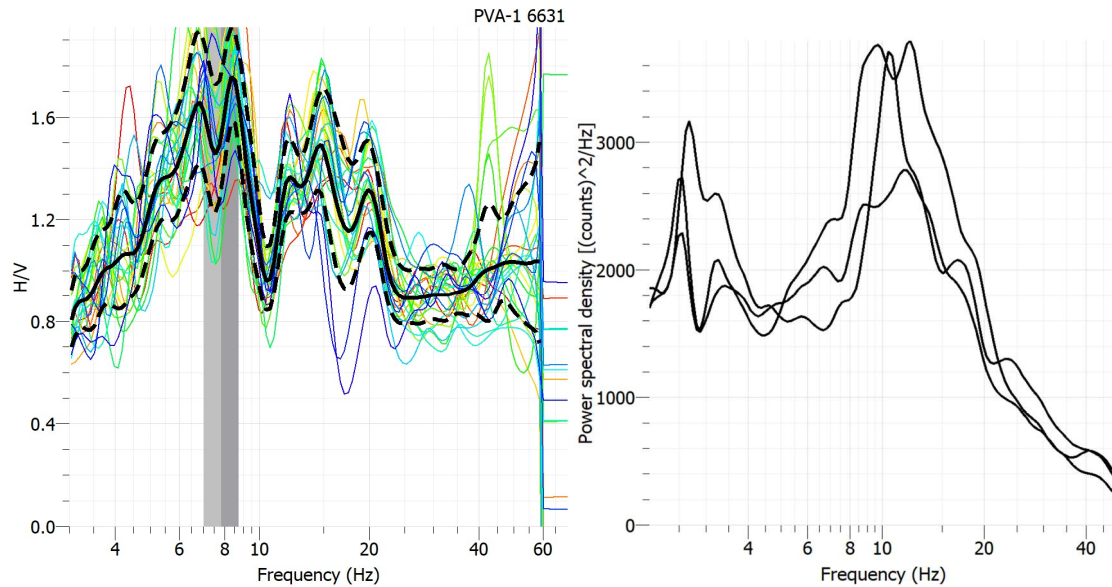 PVA-1 6631
H/V
1.6
1.2
0.8
0.4
0.0
4 6 8 10 20 40 60
Frequency (Hz)
Power spectral density [(counts)^2/Hz]
3000
2000
1000
0
4 6 8 10 20 40
Frequency (Hz)